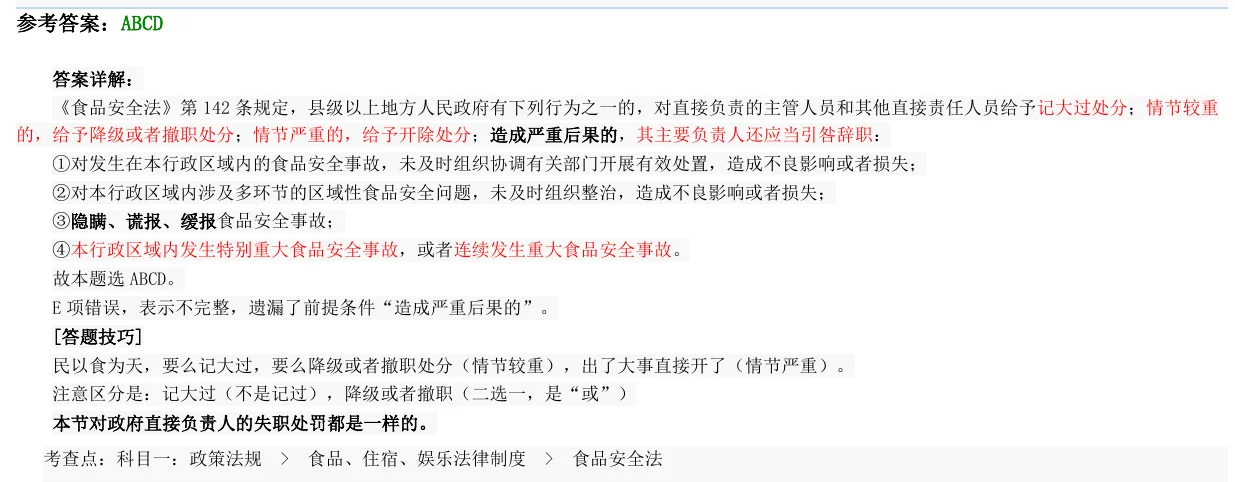 参考答案：ABCD
答案详解：
《食品安全法》第 142 条规定，县级以上地方人民政府有下列行为之一的，对直接负责的主管人员和其他直接责任人员给予记大过处分；情节较重
的，给予降级或者撤职处分；情节严重的，给予开除处分；造成严重后果的，其主要负责人还应当引咎辞职：
①对发生在本行政区域内的食品安全事故，未及时组织协调有关部门开展有效处置，造成不良影响或者损失；
②对本行政区域内涉及多环节的区域性食品安全问题，未及时组织整治，造成不良影响或者损失；
③隐瞒、谎报、缓报食品安全事故；
④本行政区域内发生特别重大食品安全事故，或者连续发生重大食品安全事故。
故本题选 ABCD。
E 项错误，表示不完整，遗漏了前提条件“造成严重后果的”。
[答题技巧]
民以食为天，要么记大过，要么降级或者撤职处分（情节较重），出了大事直接开了（情节严重）。
注意区分是：记大过（不是记过），降级或者撤职（二选一，是“或”）
本节对政府直接负责人的失职处罚都是一样的。
考查点：科目一：政策法规 > 食品、住宿、娱乐法律制度 > 食品安全法